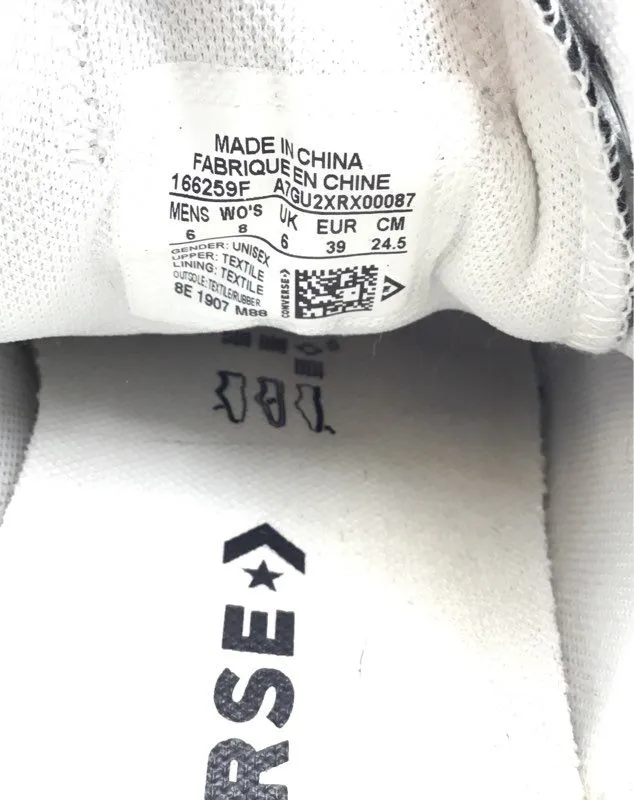 MADE IN CHINA
FABRIQUE EN CHINE
166259F A7GU2XRX00087
MENS WO'S UK EUR CM
6 8 6 39 24.5
GENDER: UNISEX
UPPER: TEXTILE
LINING: TEXTILE
OUTSOLE: TEXTILE/RUBBER
8E 1907 M88
CONVERSE
ERSE